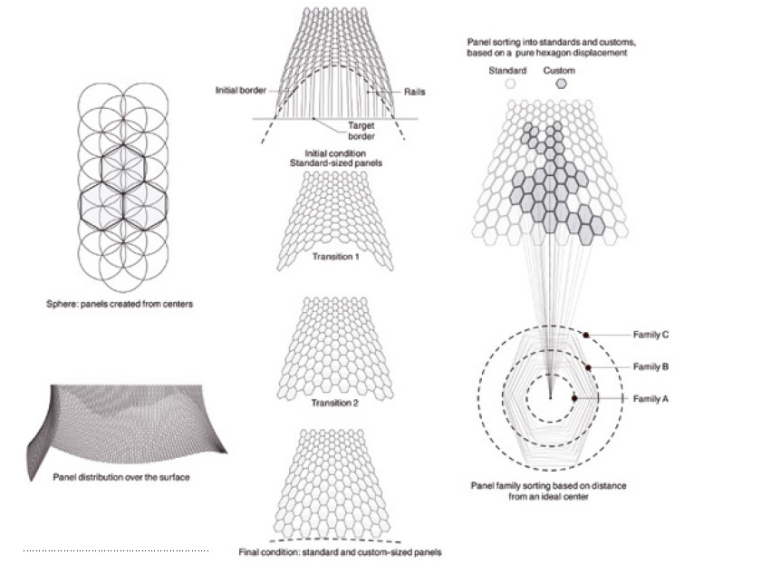 Sphere: panels created from centers
Panel distribution over the surface
Initial border
Rails
Target
border
Initial condition
Standard-sized panels
Transition 1
Transition 2
Final condition: standard and custom-sized panels
Panel sorting into standards and customs,
based on a pure hexagon displacement
Standard Custom
Family C
Family B
Family A
Panel family sorting based on distance
from an ideal center